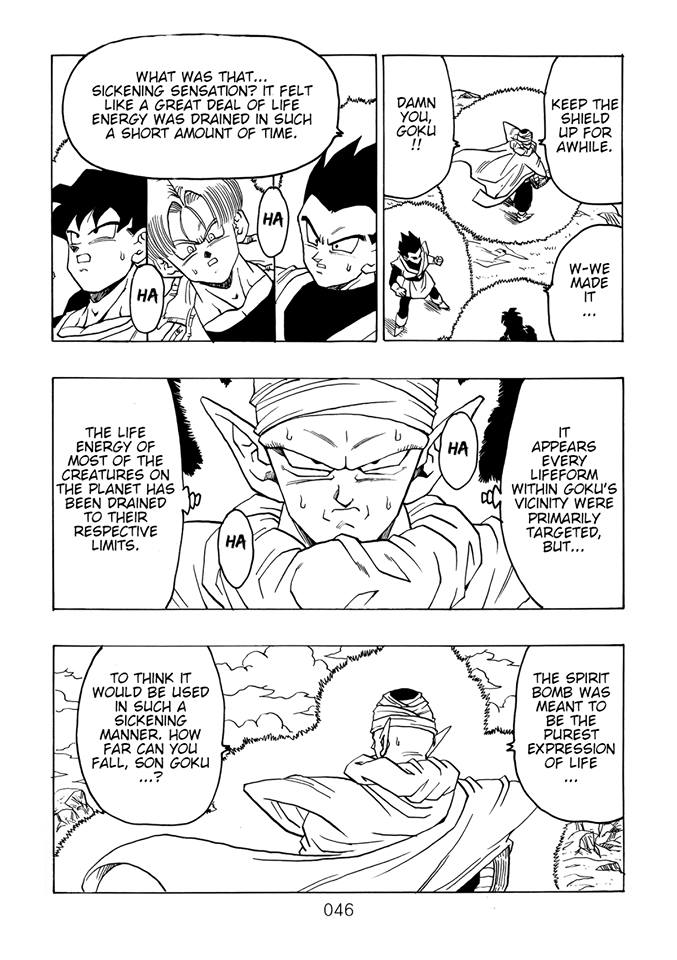 KEEP THE
SHIELD
UP FOR
AWHILE.
DAMN
YOU,
GOKU
!!
W-WE
MADE
IT
...
WHAT WAS THAT...
SICKENING SENSATION? IT FELT
LIKE A GREAT DEAL OF LIFE
ENERGY WAS DRAINED IN SUCH
A SHORT AMOUNT OF TIME.
HA
HA
IT
APPEARS
EVERY
LIFEFORM
WITHIN GOKU'S
VICINITY WERE
PRIMARILY
TARGETED,
BUT...
HA
HA
THE LIFE
ENERGY OF
MOST OF THE
CREATURES ON
THE PLANET HAS
BEEN DRAINED
TO THEIR
RESPECTIVE
LIMITS.
THE SPIRIT
BOMB WAS
MEANT TO
BE THE
PUREST
EXPRESSION
OF LIFE
...
TO THINK IT
WOULD BE USED
IN SUCH A
SICKENING
MANNER. HOW
FAR CAN YOU
FALL, SON GOKU
...?
046